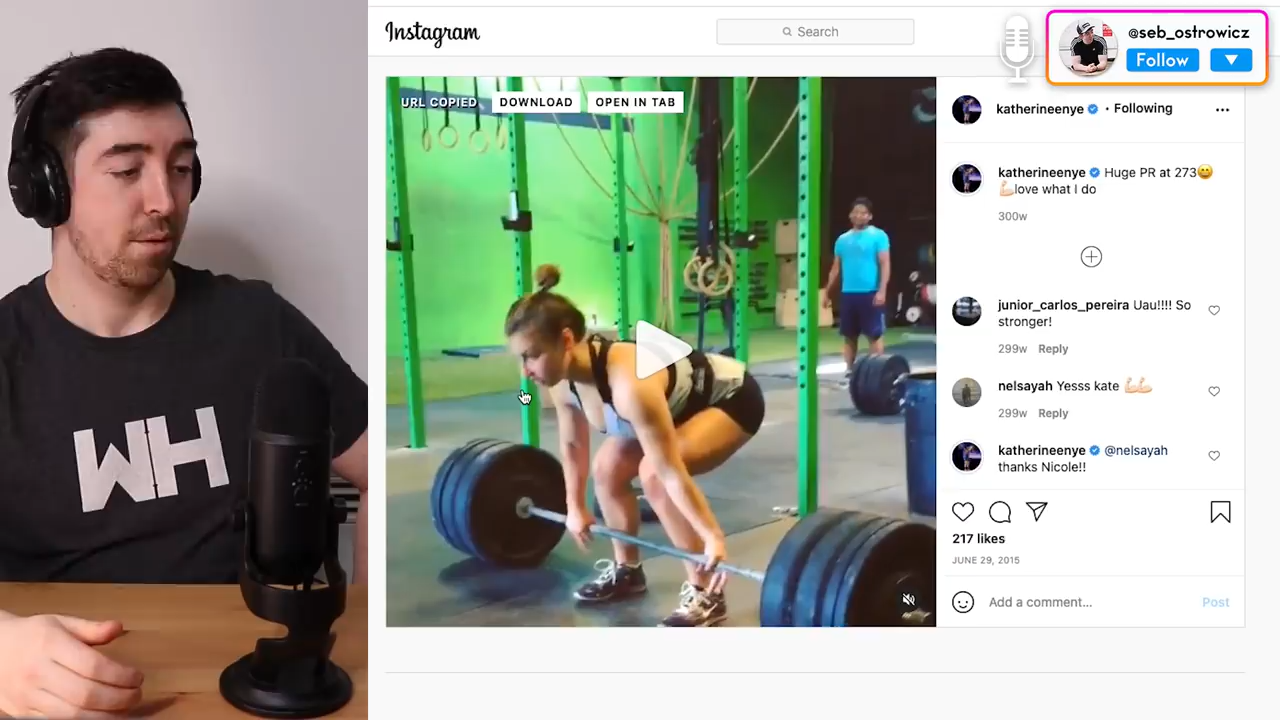 Instagram
Search
@seb_ostrowicz
Follow
URL COPIED
DOWNLOAD
OPEN IN TAB
katherineenye • Following
katherineenye Huge PR at 273😀
💪🏻love what I do
300w
junior_carlos_pereira Uau!!!! So
stronger!
299w Reply
nelsayah Yesss kate 💪🏻💪🏻
299w Reply
katherineenye @nelsayah
thanks Nicole!!
217 likes
JUNE 29, 2015
Add a comment...
Post
WH